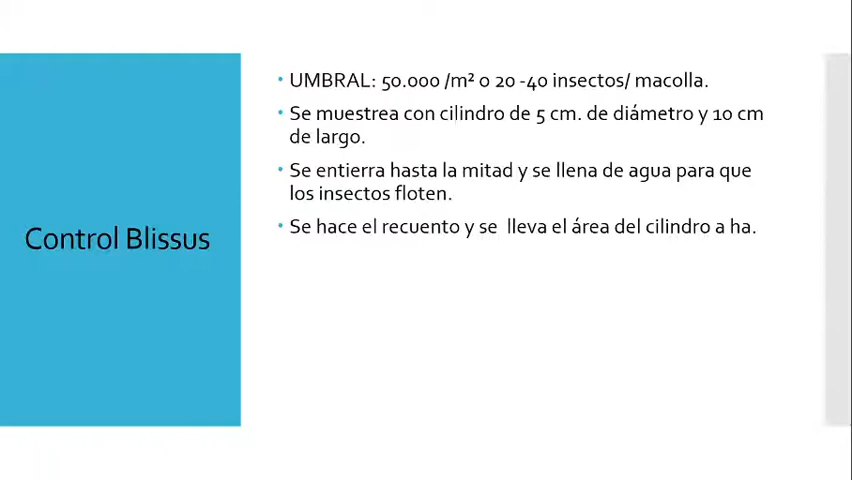 Control Blissus
• UMBRAL: 50.000 /m² o 20 -40 insectos/ macolla.
• Se muestrea con cilindro de 5 cm. de diámetro y 10 cm
de largo.
• Se entierra hasta la mitad y se llena de agua para que
los insectos floten.
• Se hace el recuento y se  lleva el área del cilindro a ha.